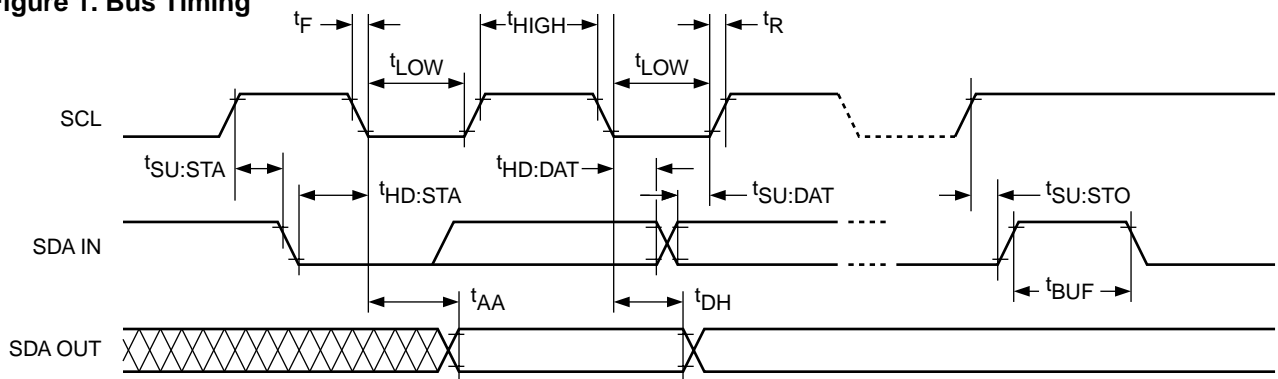 Figure 1. Bus Timing
tF
tHIGH
tR
tLOW
tLOW
SCL
tSU:STA
tHD:STA
tHD:DAT
tSU:DAT
tSU:STO
SDA IN
tBUF
tAA
tDH
SDA OUT